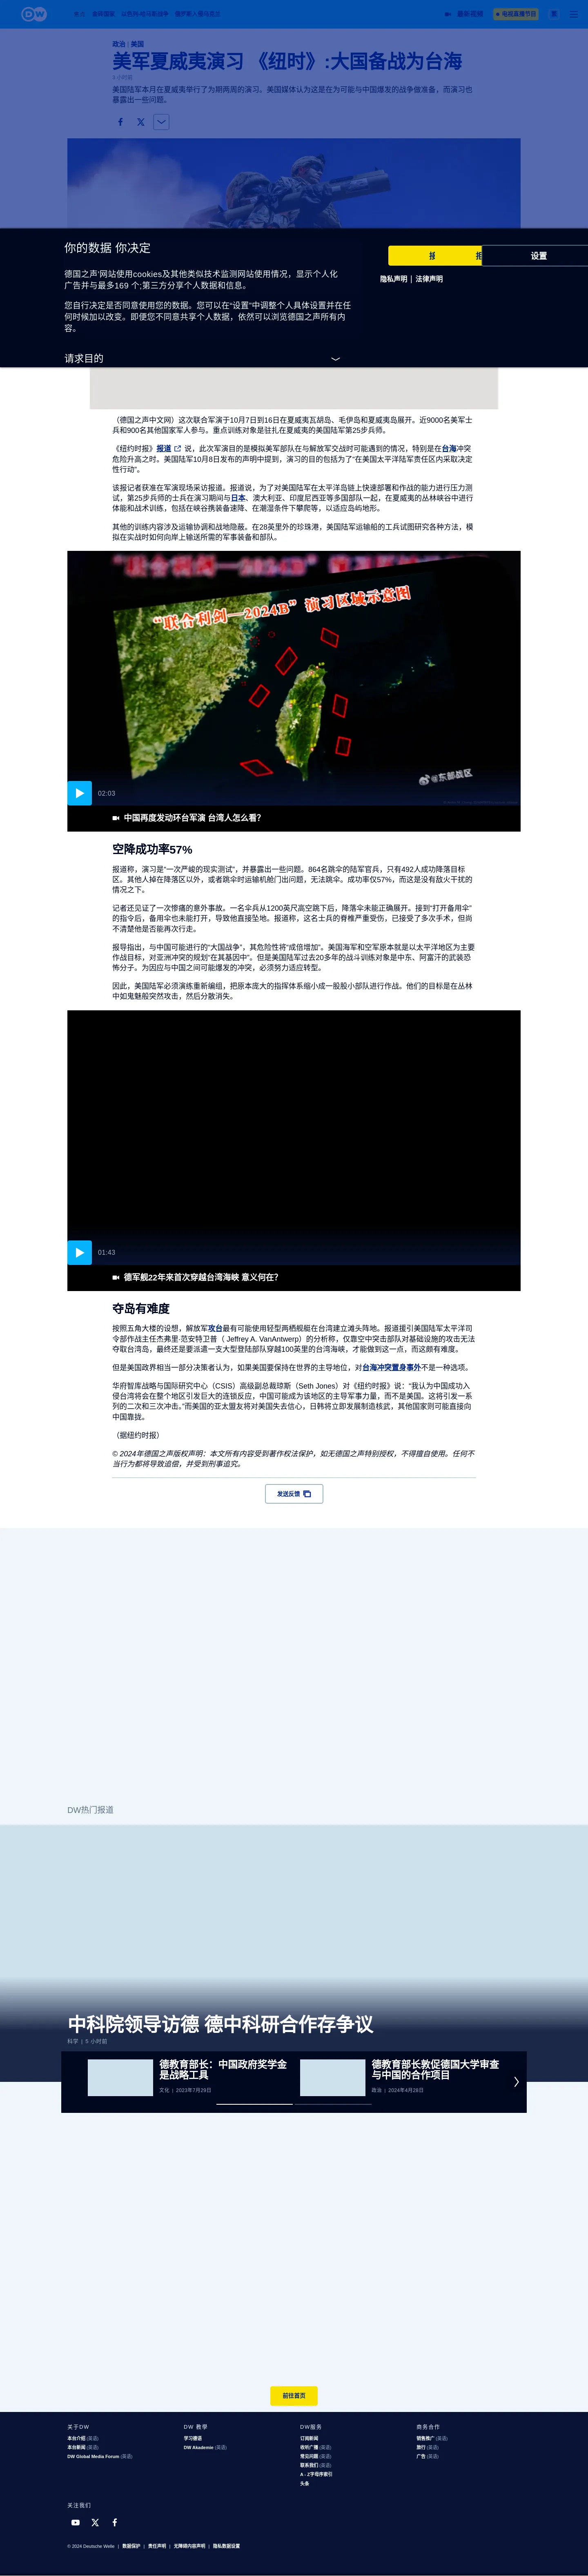 DW
最新视频
电视直播节目
繁
政治 | 美国
美军夏威夷演习 《纽时》:大国备战为台海
美国陆军本月在夏威夷举行了为期两周的演习。美国媒体认为这是在为可能与中国爆发的战争做准备，而演习也
暴露出一些问题。
你的数据 你决定
德国之声'网站使用cookies及其他类似技术监测网站使用情况，显示个人化
广告并与最多169 个;第三方分享个人数据和信息。
您自行决定是否同意使用您的数据。您可以在“设置”中调整个人具体设置并在任
何时候加以改变。即便您不同意共享个人数据，依然可以浏览德国之声所有内
容。
请求目的
设置
隐私声明 | 法律声明
（德国之声中文网）这次联合军演于10月7日到16日在夏威夷瓦胡岛、毛伊岛和夏威夷岛展开。近9000名美军士
兵和900名其他国家军人参与。重点训练对象是驻扎在夏威夷的美国陆军第25步兵师。
《纽约时报》报道 说，此次军演目的是模拟美军部队在与解放军交战时可能遇到的情况，特别是在台海冲突
危险升高之时。美国陆军10月8日发布的声明中提到，演习的目的包括为了“在美国太平洋陆军责任区内采取决定
性行动”。
该报记者获准在军演现场采访报道。报道说，为了对美国陆军在太平洋岛链上快速部署和作战的能力进行压力测
试，第25步兵师的士兵在演习期间与日本、澳大利亚、印度尼西亚等多国部队一起，在夏威夷的丛林峡谷中进行
体能和战术训练，包括在峡谷携装备速降、在潮湿条件下攀爬等，以适应岛屿地形。
其他的训练内容涉及运输协调和战地隐蔽。在28英里外的珍珠港，美国陆军运输船的工兵试图研究各种方法，模
拟在实战时如何向岸上输送所需的军事装备和部队。
“联合利剑—2024B”演习区域示意图
@东部战区
02:03
中国再度发动环台军演 台湾人怎么看?
空降成功率57%
报道称，演习是“一次严峻的现实测试”，并暴露出一些问题。864名跳伞的陆军官兵，只有492人成功降落目标
区。其他人掉在降落区以外，或者跳伞时运输机舱门出问题，无法跳伞。成功率仅57%，而这是没有敌火干扰的
情况之下。
记者还见证了一次惨痛的意外事故。一名伞兵从1200英尺高空跳下后，降落伞未能正确展开。接到“打开备用伞”
的指令后，备用伞也未能打开，导致他直接坠地。报道称，这名士兵的脊椎严重受伤，已接受了多次手术，但尚
不清楚他是否能再次行走。
报导指出，与中国可能进行的“大国战争”，其危险性将“成倍增加”。美国海军和空军原本就是以太平洋地区为主要
作战目标，对亚洲冲突的规划“在其基因中”。但是美国陆军过去20多年的战斗训练对象是中东、阿富汗的武装恐
怖分子。为因应与中国之间可能爆发的冲突，必须努力适应转型。
因此，美国陆军必须演练重新编组，把原本庞大的指挥体系缩小成一般股小部队进行作战。他们的目标是在丛林
中如鬼魅般突然攻击，然后分散消失。
01:43
德军舰22年来首次穿越台湾海峡 意义何在?
夺岛有难度
按照五角大楼的设想，解放军攻台最有可能使用轻型两栖舰艇在台湾建立滩头阵地。报道援引美国陆军太平洋司
令部作战主任杰弗里·范安特卫普（ Jeffrey A. VanAntwerp）的分析称，仅靠空中突击部队对基础设施的攻击无法
夺取台湾岛，最终还是要派遣一支大型登陆部队穿越100英里的台湾海峡，才能做到这一点，而这颇有难度。
但是美国政界相当一部分决策者认为，如果美国要保持在世界的主导地位，对台海冲突置身事外不是一种选项。
华府智库战略与国际研究中心（CSIS）高级副总裁琼斯（Seth Jones）对《纽约时报》说：“我认为中国成功入
侵台湾将会在整个地区引发巨大的连锁反应，中国可能成为该地区的主导军事力量，而不是美国。这将引发一系
列的二次和三次冲击。”而美国的亚太盟友将对美国失去信心，日韩将立即发展制造核武，其他国家则可能直接向
中国靠拢。
（据纽约时报）
© 2024年德国之声版权声明：本文所有内容受到著作权法保护，如无德国之声特别授权，不得擅自使用。任何不
当行为都将导致追偿，并受到刑事追究。
发送反馈
DW热门报道
中科院领导访德 德中科研合作存争议
科学 | 5 小时前
德教育部长：中国政府奖学金
是战略工具
文化 | 2023年7月29日
德教育部长敦促德国大学审查
与中国的合作项目
政治 | 2024年4月28日
前往首页
关于DW
本台介绍 (英语)
本台新闻 (英语)
DW Global Media Forum (英语)
DW 教学
学习德语
DW Akademie (英语)
DW服务
订阅新闻
收听广播 (英语)
常见问题 (英语)
联系我们 (英语)
A - Z字母序索引
头条
商务合作
销售推广 (英语)
旅行 (英语)
广告 (英语)
关注我们
© 2024 Deutsche Welle | 数据保护 | 责任声明 | 无障碍内容声明 | 隐私数据设置